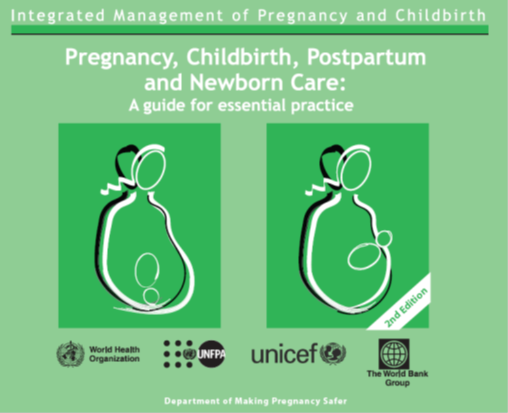 Integrated Management of Pregnancy and Childbirth
Pregnancy, Childbirth, Postpartum
and Newborn Care:
A guide for essential practice
2nd Edition
World Health
Organization
UNFPA
unicef
The World Bank
Group
Department of Making Pregnancy Safer